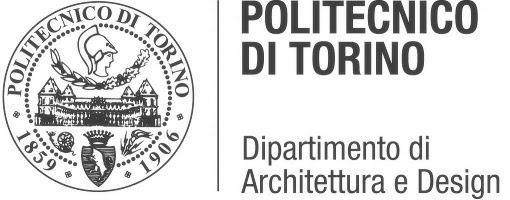 POLITECNICO DI TORINO
1859
1906
POLITECNICO
DI TORINO
Dipartimento di
Architettura e Design